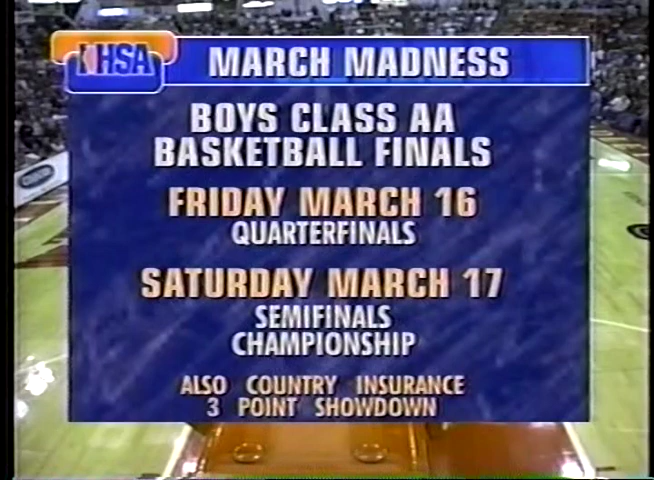 IHSA
MARCH MADNESS
BOYS CLASS AA
BASKETBALL FINALS
FRIDAY MARCH 16
QUARTERFINALS
SATURDAY MARCH 17
SEMIFINALS
CHAMPIONSHIP
ALSO COUNTRY INSURANCE
3 POINT SHOWDOWN